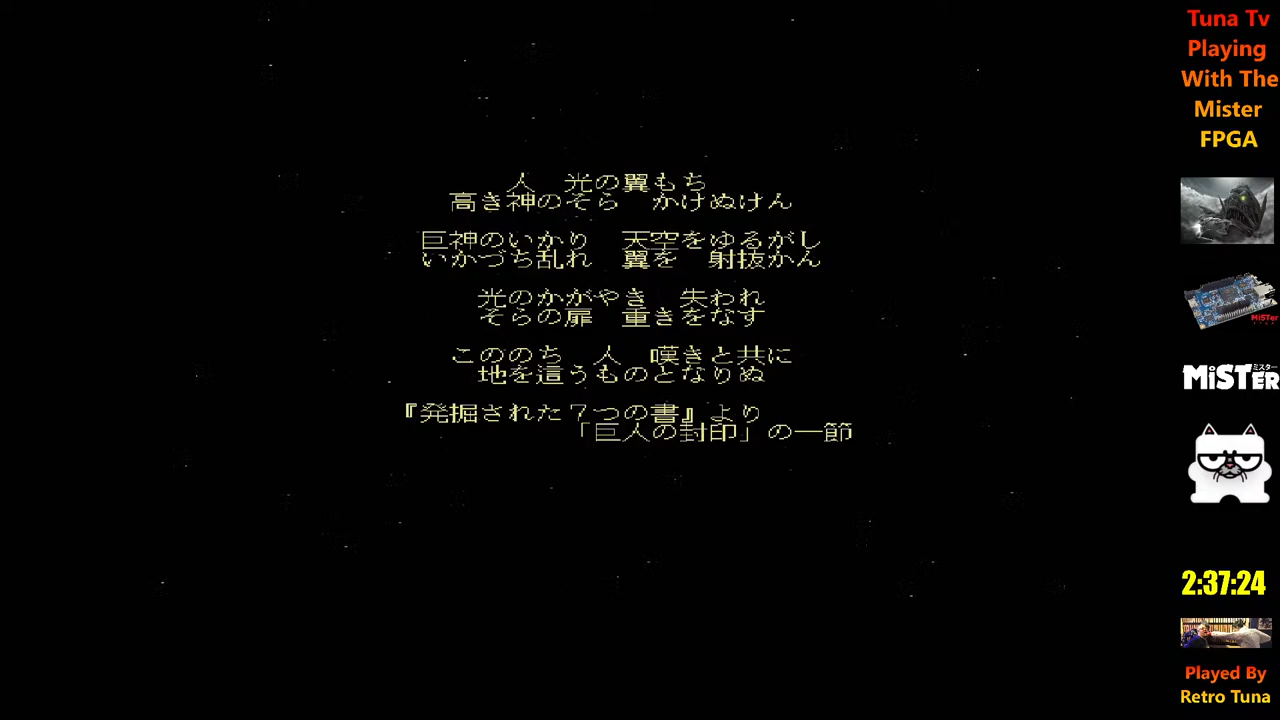 人　光の翼もち
高き神のそら　かけぬけん
巨神のいかり　天空をゆるがし
いかづち乱れ　翼を　射抜かん
光のかがやき　失われ
そらの扉　重きをなす
こののち　人　嘆きと共に
地を這うものとなりぬ
『発掘された７つの書』より
「巨人の封印」の一節
Tuna Tv
Playing
With The
Mister
FPGA
MiSTer
ミスター
MiSTER
2:37:24
Played By
Retro Tuna